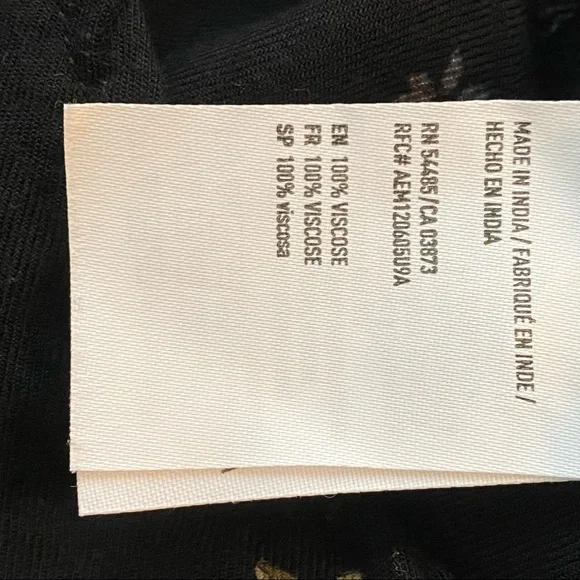 MADE IN INDIA / FABRIQUÉ EN INDE /
HECHO EN INDIA
RN 54485 / CA 03873
RFC# AEM120605U9A
EN 100% VISCOSE
FR 100% VISCOSE
SP 100% viscosa